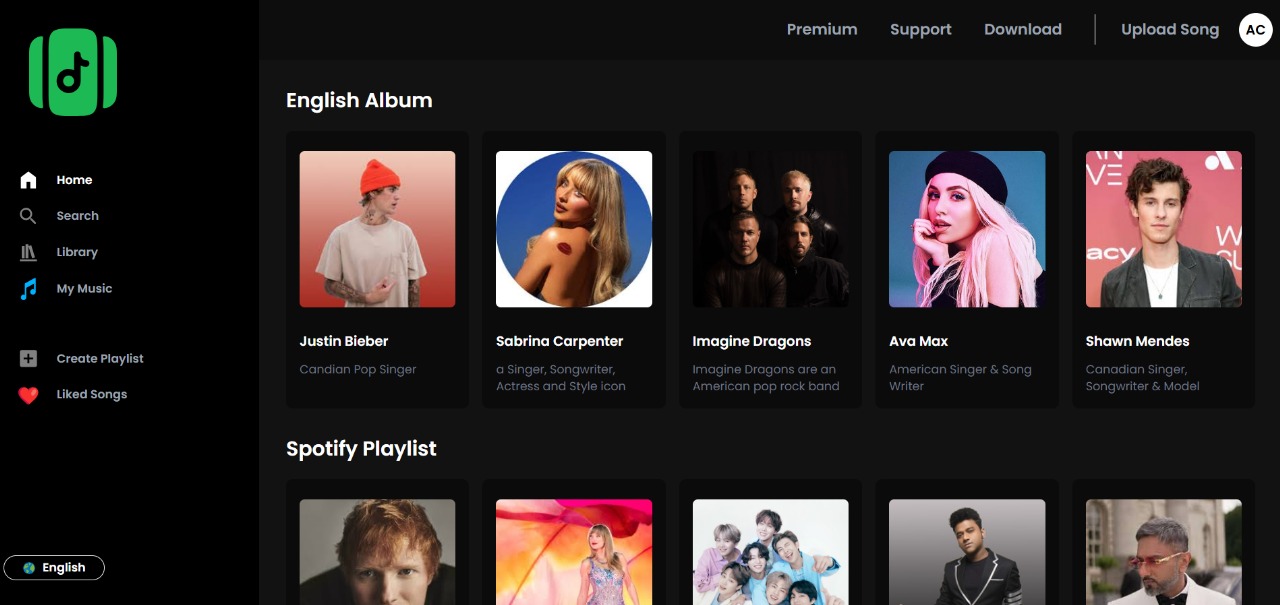 Premium Support Download Upload Song AC
Home
Search
Library
My Music
Create Playlist
Liked Songs
English
English Album
Justin Bieber
Candian Pop Singer
Sabrina Carpenter
a Singer, Songwriter,
Actress and Style icon
Imagine Dragons
Imagine Dragons are an
American pop rock band
Ava Max
American Singer & Song
Writer
acy
Shawn Mendes
Canadian Singer,
Songwriter & Model
Spotify Playlist